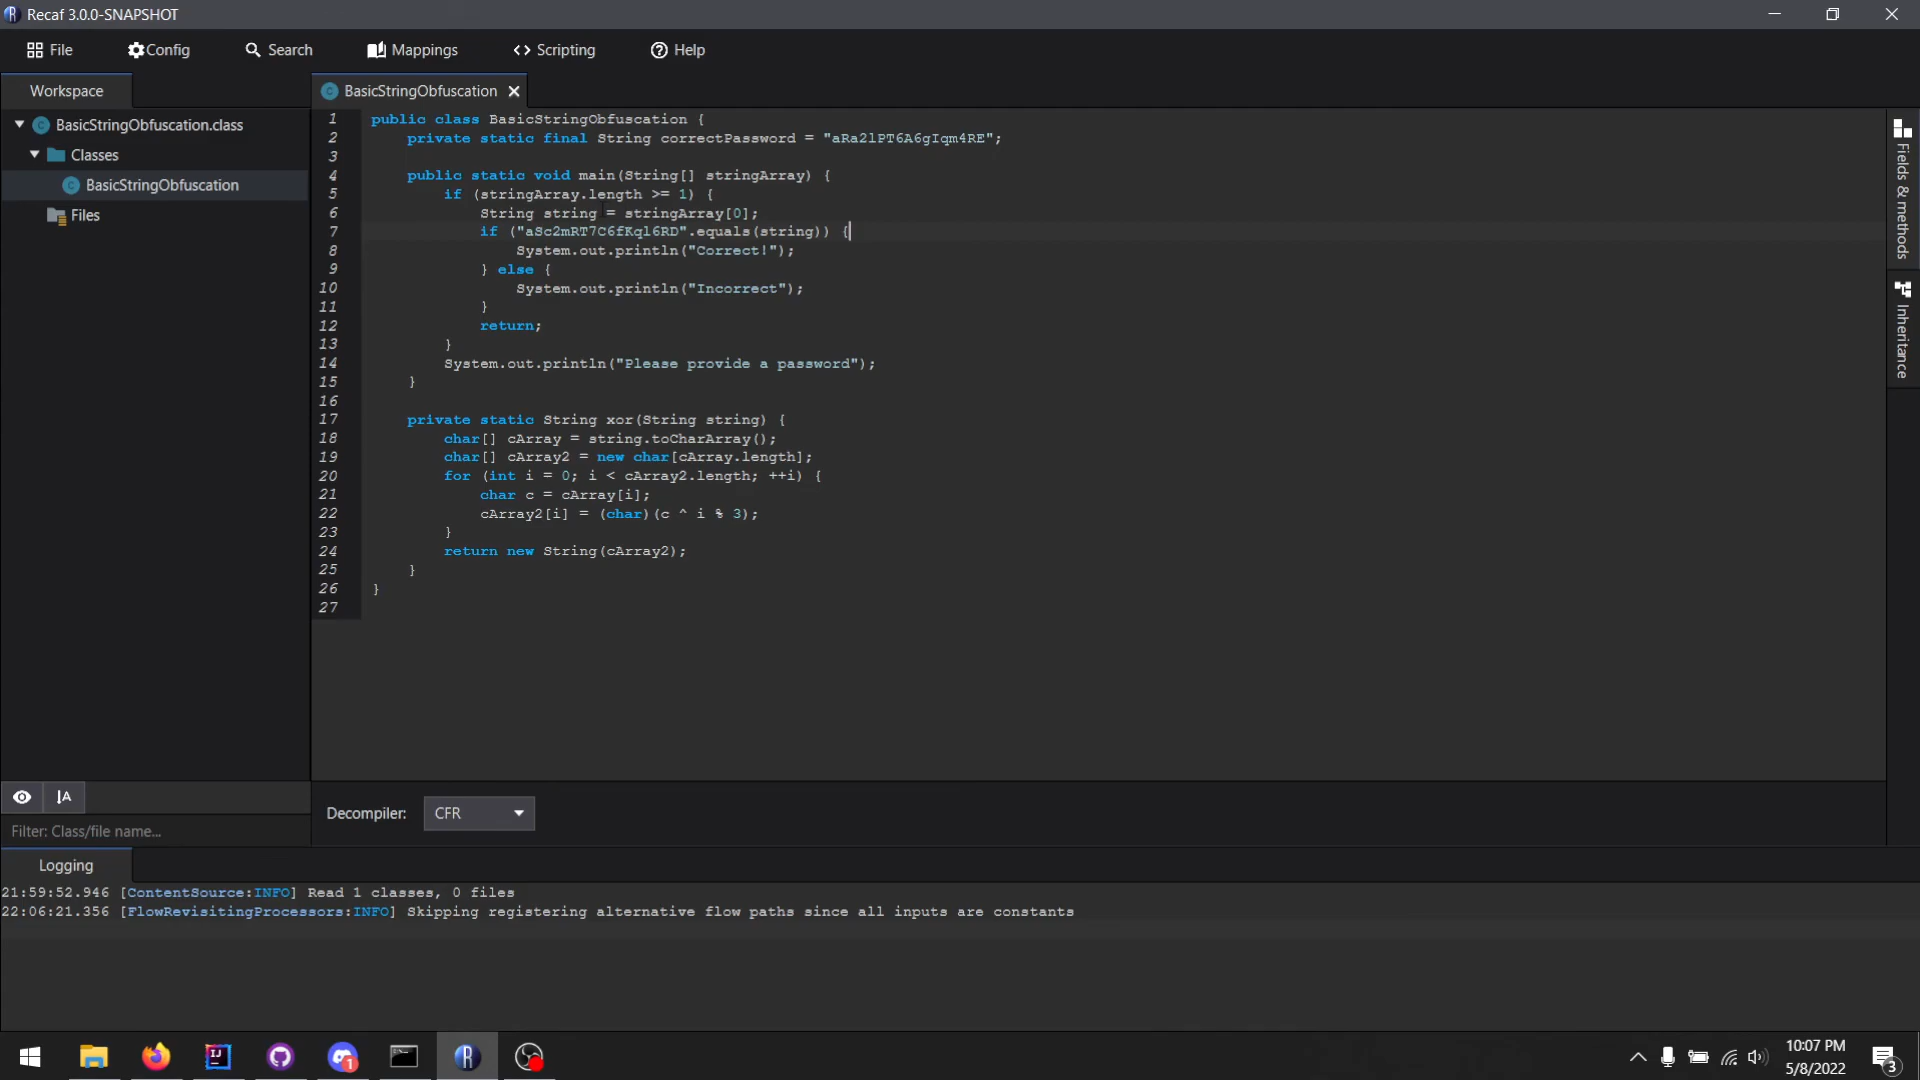 Recaf 3.0.0-SNAPSHOT
File Config Search Mappings Scripting Help
Workspace
BasicStringObfuscation.class
Classes
BasicStringObfuscation
Files
BasicStringObfuscation
1 public class BasicStringObfuscation {
2     private static final String correctPassword = "aRa2lPT6A6gIqm4RE";
3
4     public static void main(String[] stringArray) {
5         if (stringArray.length >= 1) {
6             String string = stringArray[0];
7             if ("aSc2mRT7C6fKql6RD".equals(string)) {
8                 System.out.println("Correct!");
9             } else {
10                 System.out.println("Incorrect");
11             }
12             return;
13         }
14         System.out.println("Please provide a password");
15     }
16
17     private static String xor(String string) {
18         char[] cArray = string.toCharArray();
19         char[] cArray2 = new char[cArray.length];
20         for (int i = 0; i < cArray2.length; ++i) {
21             char c = cArray[i];
22             cArray2[i] = (char)(c ^ i % 3);
23         }
24         return new String(cArray2);
25     }
26 }
27
Fields & methods
Inheritance
Filter: Class/file name...
Decompiler: CFR
Logging
21:59:52.946 [ContentSource:INFO] Read 1 classes, 0 files
22:06:21.356 [FlowRevisitingProcessors:INFO] Skipping registering alternative flow paths since all inputs are constants
10:07 PM
5/8/2022
1
3